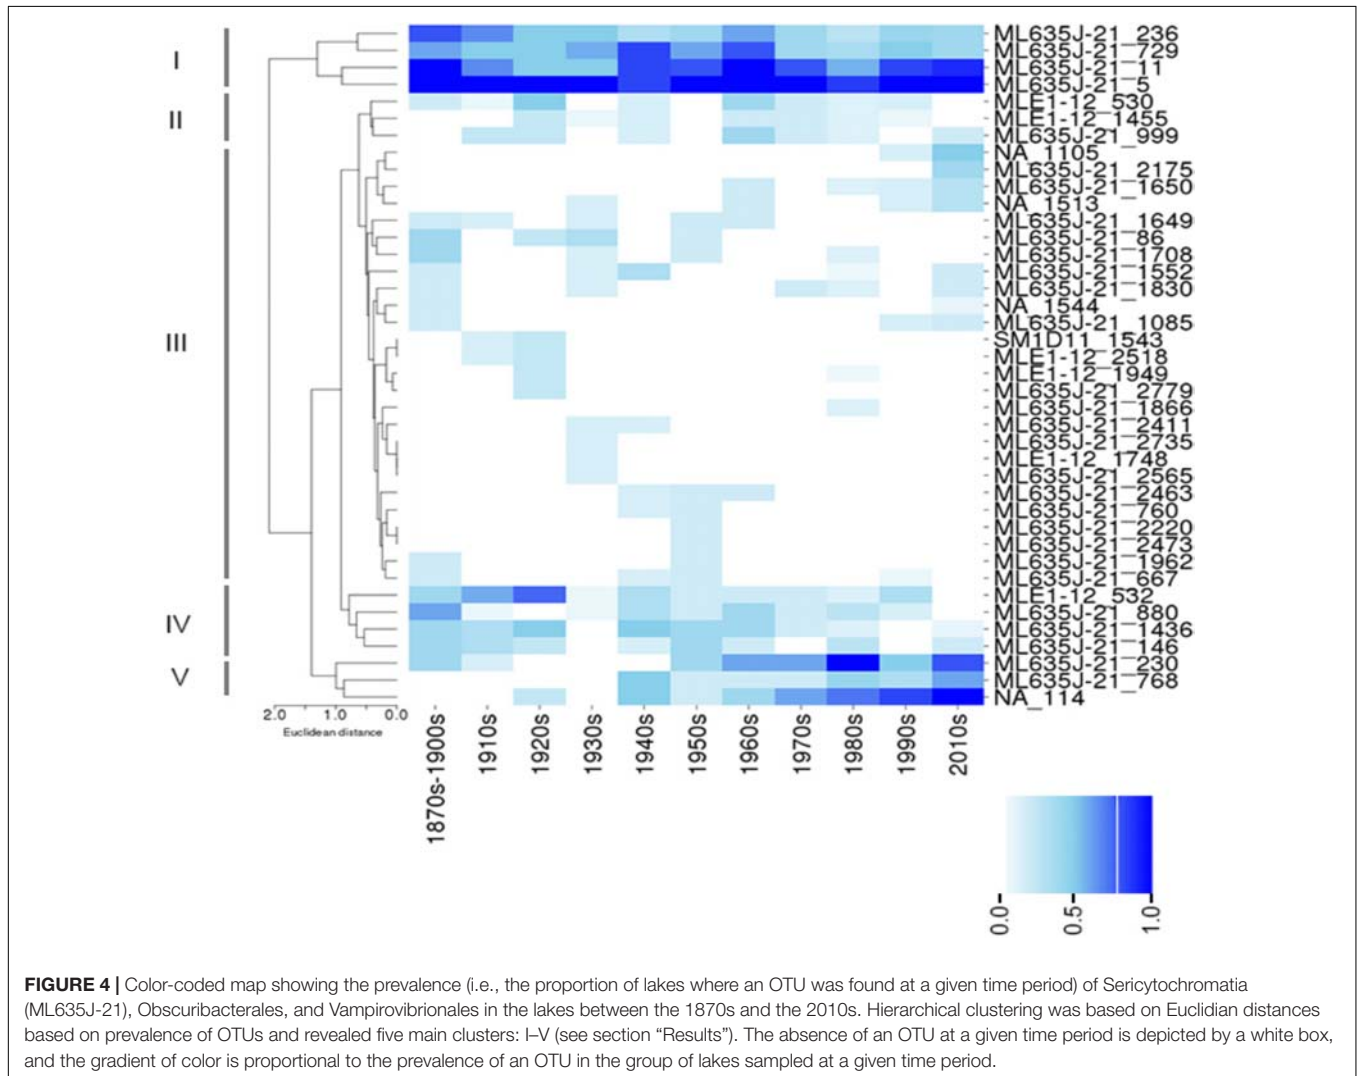 I
II
III
IV
V
ML635J-21_236
ML635J-21_729
ML635J-21_11
ML635J-21_5
MLE1-12_530
MLE1-12_1455
ML635J-21_999
NA_1105
ML635J-21_2175
ML635J-21_1650
NA_1513
ML635J-21_1649
ML635J-21_86
ML635J-21_1708
ML635J-21_1552
ML635J-21_1830
NA_1544
ML635J-21_1085
SM1D11_1543
MLE1-12_2518
MLE1-12_1949
ML635J-21_2779
ML635J-21_1866
ML635J-21_2411
ML635J-21_2735
MLE1-12_1748
ML635J-21_2565
ML635J-21_2463
ML635J-21_760
ML635J-21_2220
ML635J-21_2473
ML635J-21_1962
ML635J-21_667
MLE1-12_532
ML635J-21_880
ML635J-21_1436
ML635J-21_146
ML635J-21_230
ML635J-21_768
NA_114
2.0 1.0 0.0
Euclidean distance
1870s-1900s
1910s
1920s
1930s
1940s
1950s
1960s
1970s
1980s
1990s
2010s
0.0
0.5
1.0
FIGURE 4 | Color-coded map showing the prevalence (i.e., the proportion of lakes where an OTU was found at a given time period) of Sericytochromatia
(ML635J-21), Obscuribacterales, and Vampirovibrionales in the lakes between the 1870s and the 2010s. Hierarchical clustering was based on Euclidian distances
based on prevalence of OTUs and revealed five main clusters: I–V (see section “Results”). The absence of an OTU at a given time period is depicted by a white box,
and the gradient of color is proportional to the prevalence of an OTU in the group of lakes sampled at a given time period.